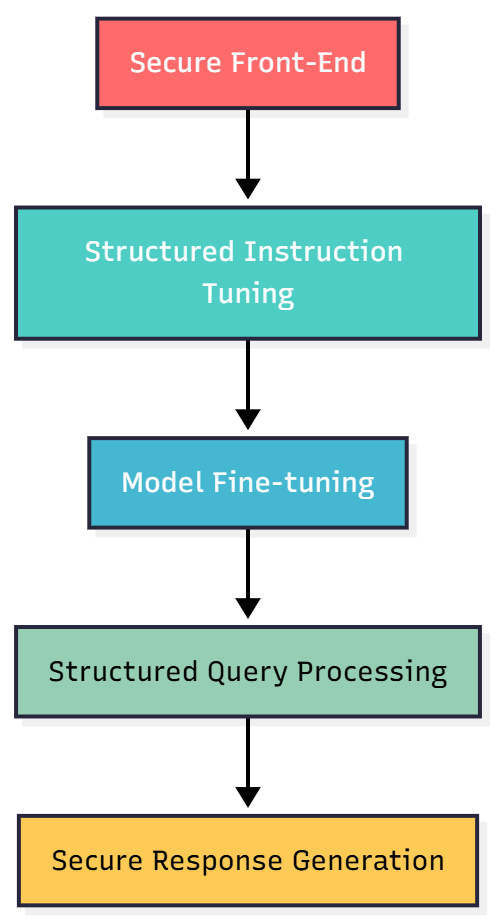 Secure Front-End
Structured Instruction
Tuning
Model Fine-tuning
Structured Query Processing
Secure Response Generation